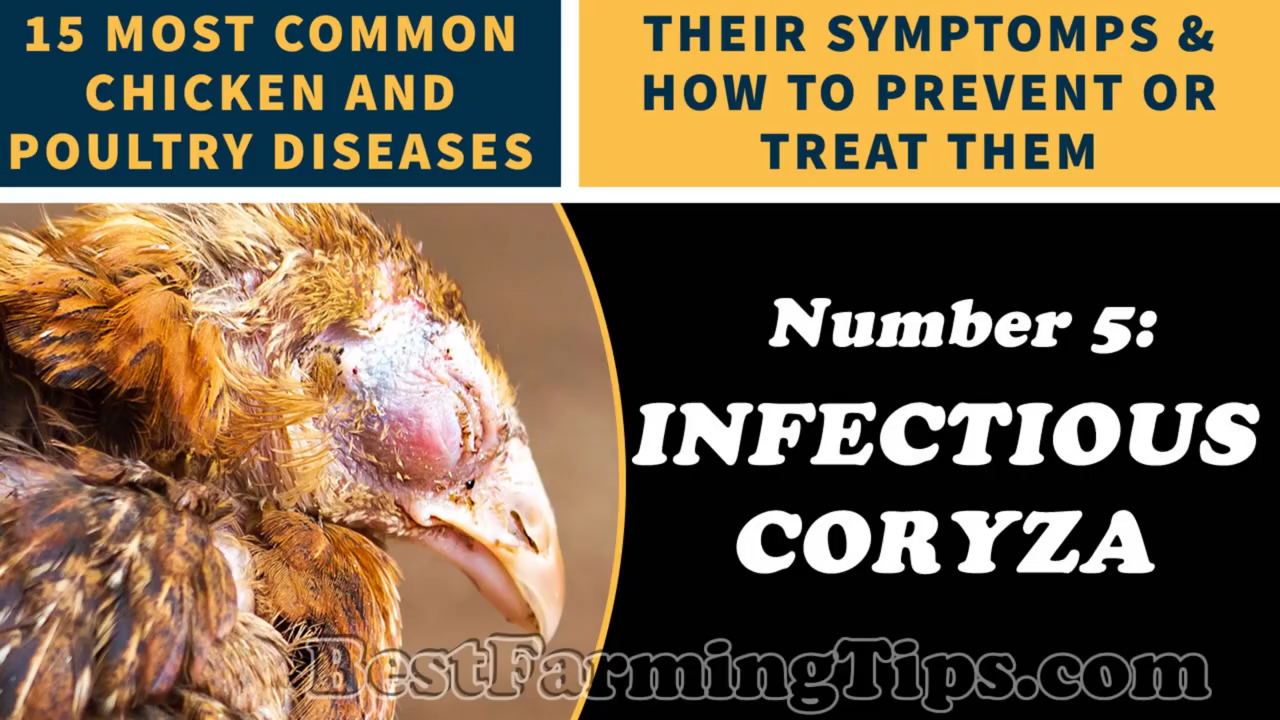 15 MOST COMMON
CHICKEN AND
POULTRY DISEASES
THEIR SYMPTOMPS &
HOW TO PREVENT OR
TREAT THEM
Number 5:
INFECTIOUS
CORYZA
BestFarmingTips.com